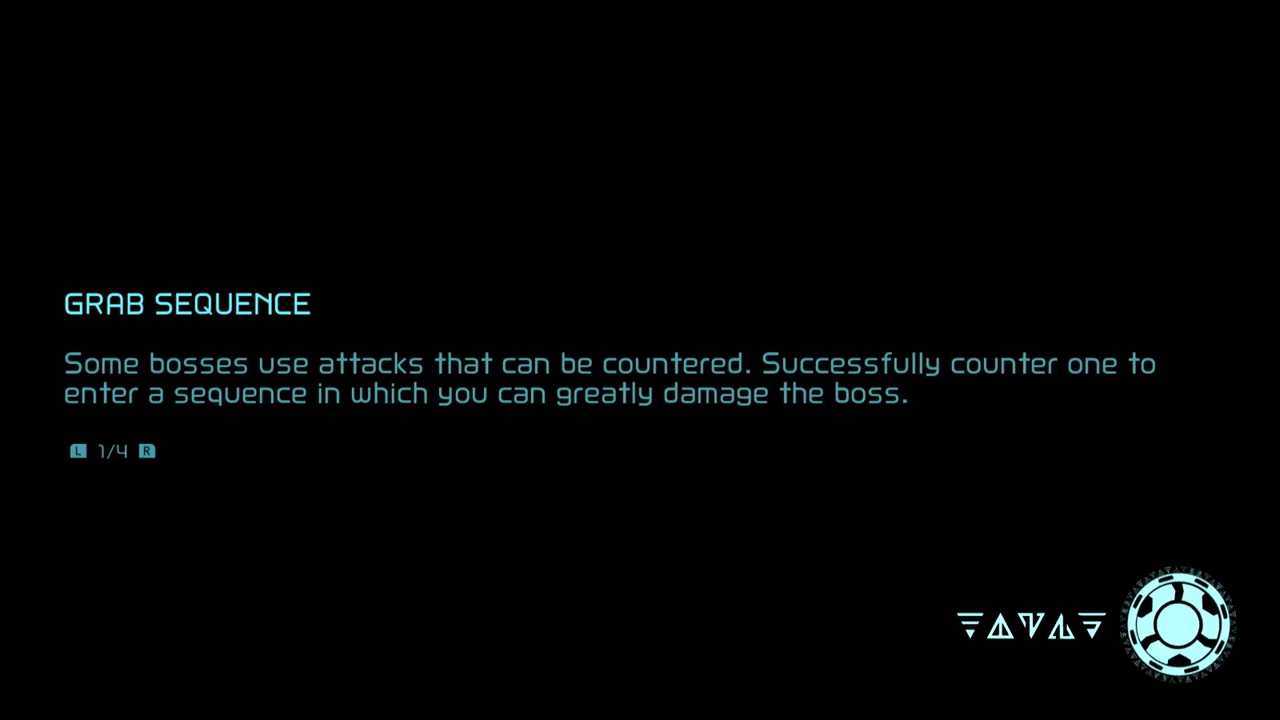 GRAB SEQUENCE
Some bosses use attacks that can be countered. Successfully counter one to
enter a sequence in which you can greatly damage the boss.
L 1/4 R